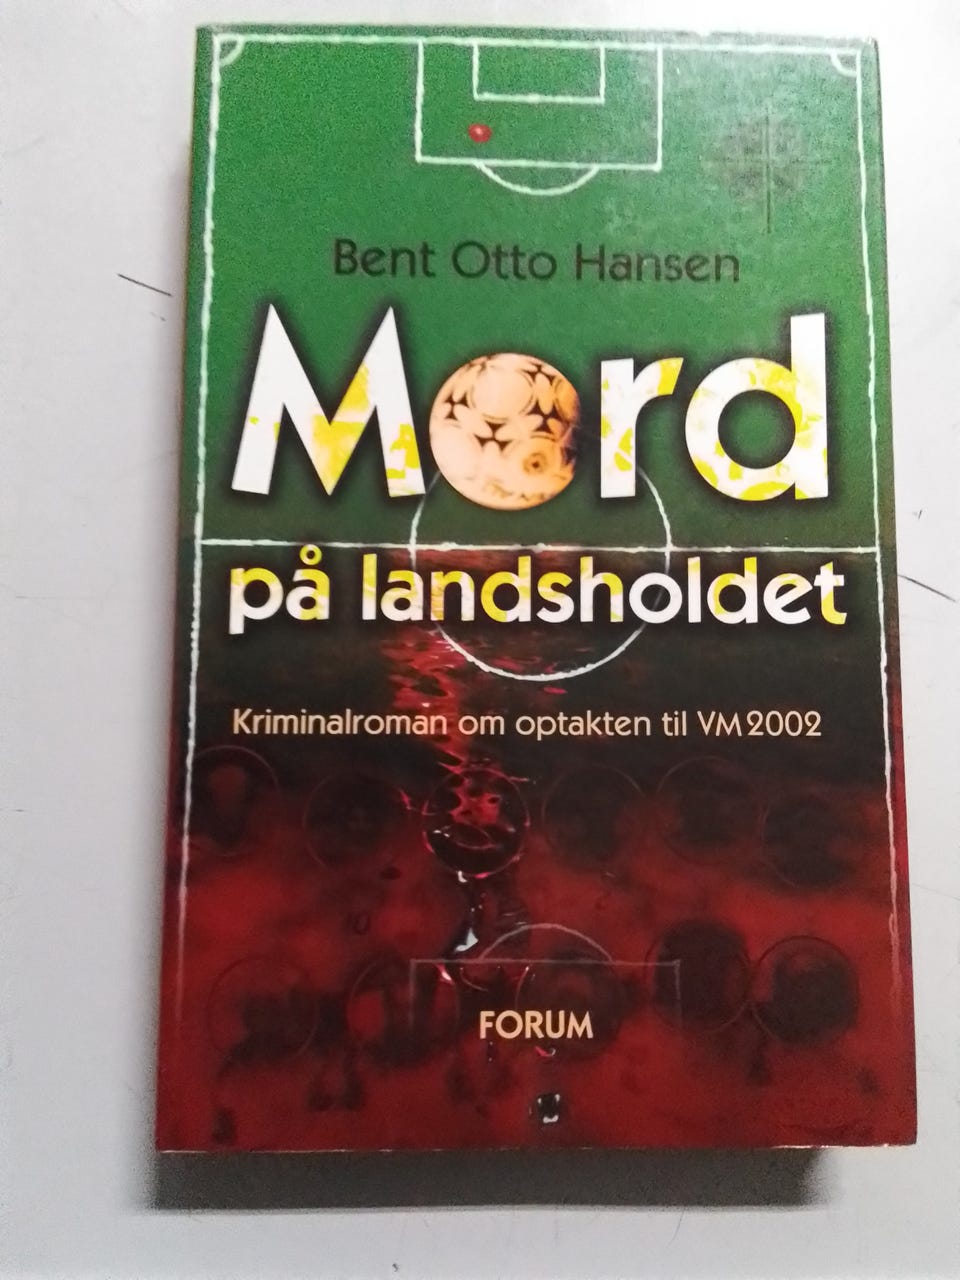 Bent Otto Hansen
Mord
på landsholdet
Kriminalroman om optakten til VM 2002
FORUM